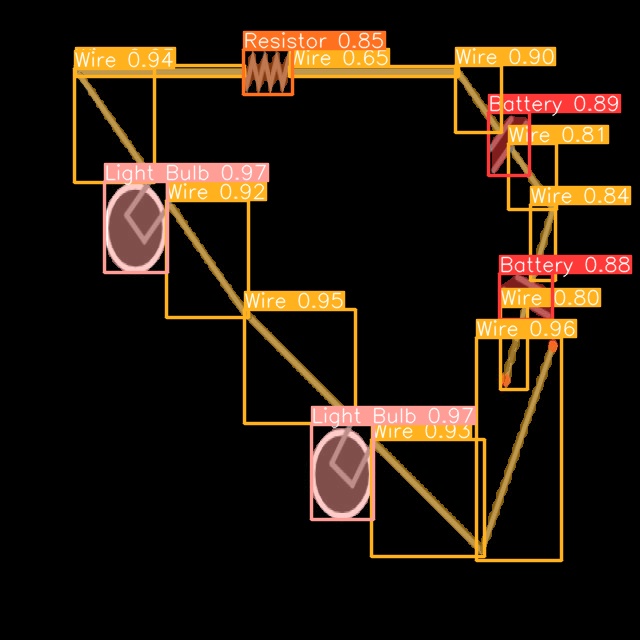 Resistor 0.85
Wire 0.94
Wire 0.65
Wire 0.90
Battery 0.89
Wire 0.81
Light Bulb 0.97
Wire 0.92
Wire 0.84
Battery 0.88
Wire 0.95
Wire 0.80
Wire 0.96
Light Bulb 0.97
Wire 0.93